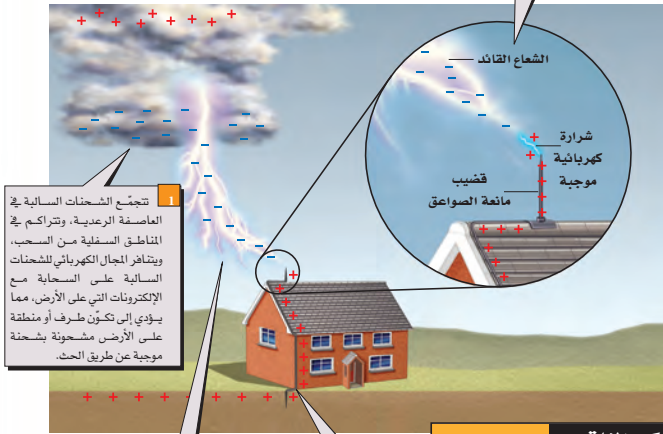 الشعاع القائد
شرارة
كهربائية
موجبة
قضيب
مانعة الصواعق
1 تتجمّع الشحنات السالبة في
العاصفة الرعدية، وتتراكم في
المناطق السفلية من السحب،
ويتنافر المجال الكهربائي للشحنات
السالبة على السحابة مع
الإلكترونات التي على الأرض، مما
يؤدي إلى تكوّن طرف أو منطقة
على الأرض مشحونة بشحنة
موجبة عن طريق الحث.